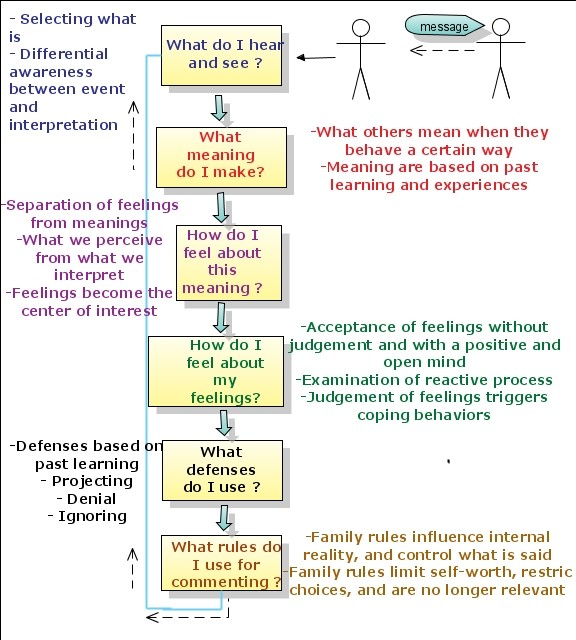 - Selecting what
is
- Differential
awareness
between event
and
interpretation
What do I hear
and see ?
message
What
meaning
do I make?
-What others mean when they
behave a certain way
-Meaning are based on past
learning and experiences
-Separation of feelings
from meanings
-What we perceive
from what we
interpret
-Feelings become the
center of interest
How do I
feel about
this
meaning ?
How do I
feel about
my
feelings?
-Acceptance of feelings without
judgement and with a positive and
open mind
-Examination of reactive process
-Judgement of feelings triggers
coping behaviors
-Defenses based on
past learning
- Projecting
- Denial
- Ignoring
What
defenses
do I use ?
What rules do
I use for
commenting ?
-Family rules influence internal
reality, and control what is said
-Family rules limit self-worth, restric
choices, and are no longer relevant